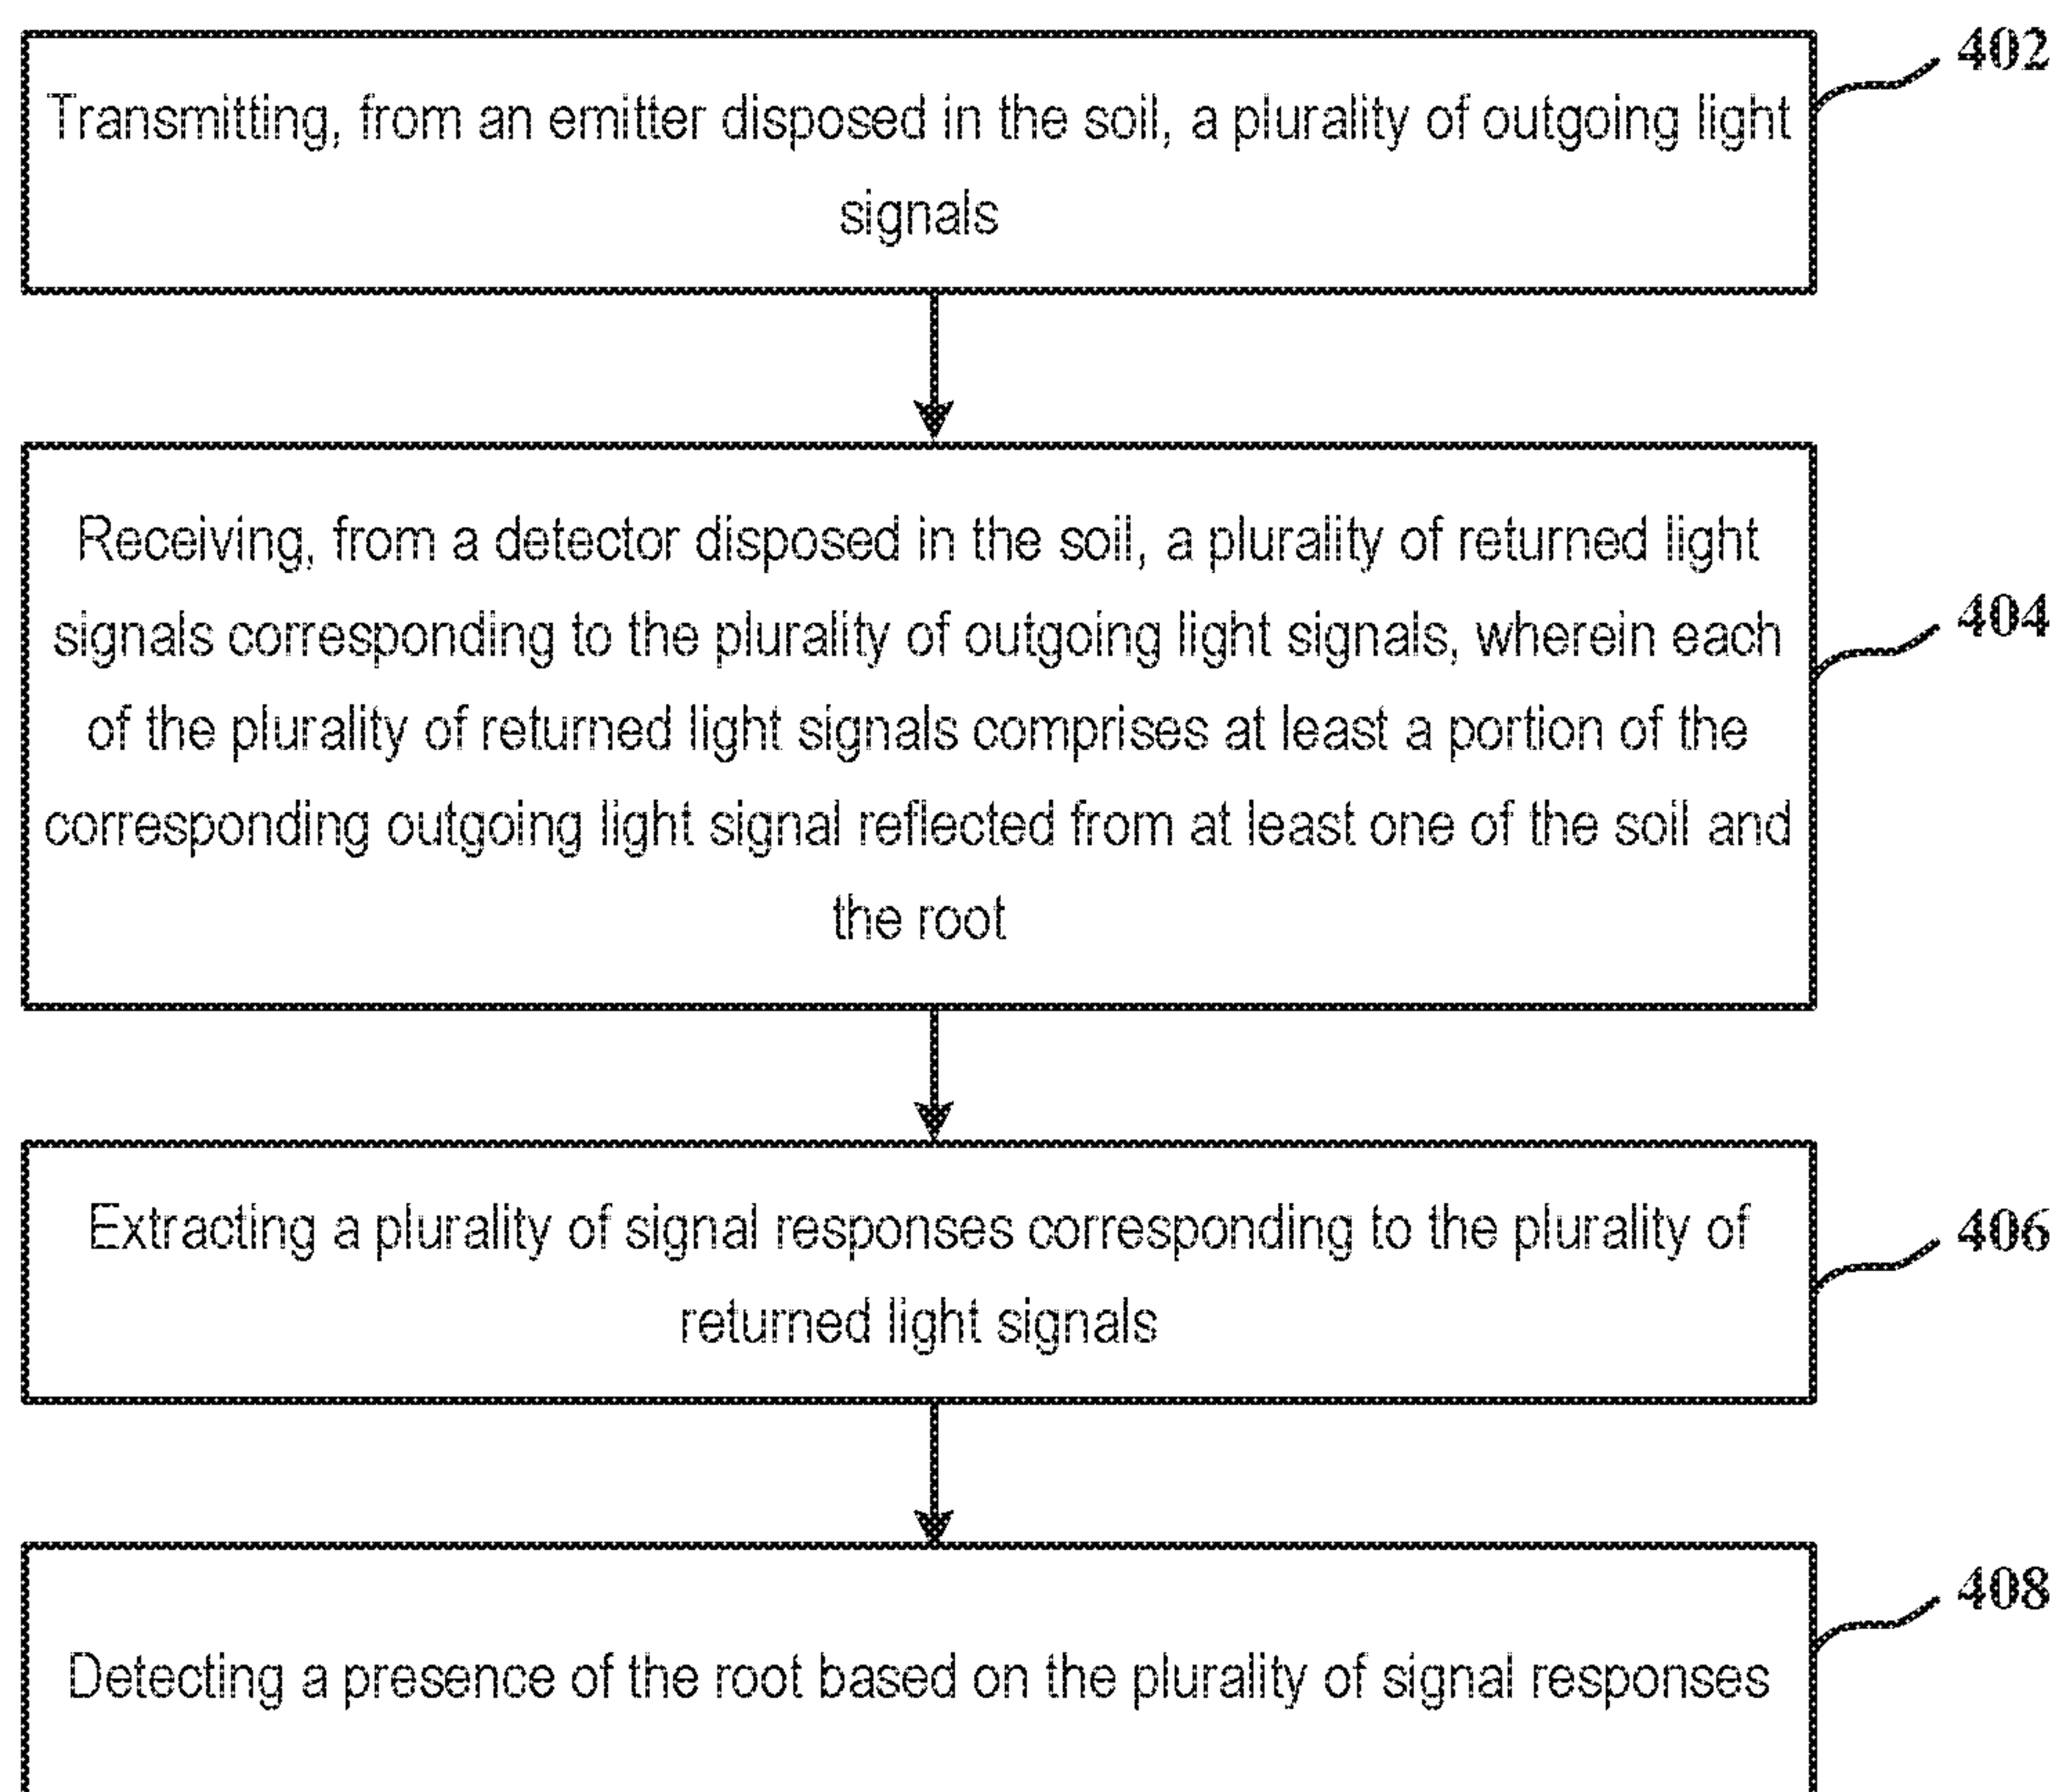 402
Transmitting, from an emitter disposed in the soil, a plurality of outgoing light
signals
Receiving, from a detector disposed in the soil, a plurality of returned light
signals corresponding to the plurality of outgoing light signals, wherein each
of the plurality of returned light signals comprises at least a portion of the
corresponding outgoing light signal reflected from at least one of the soil and
the root
404
Extracting a plurality of signal responses corresponding to the plurality of
returned light signals
406
Detecting a presence of the root based on the plurality of signal responses
408